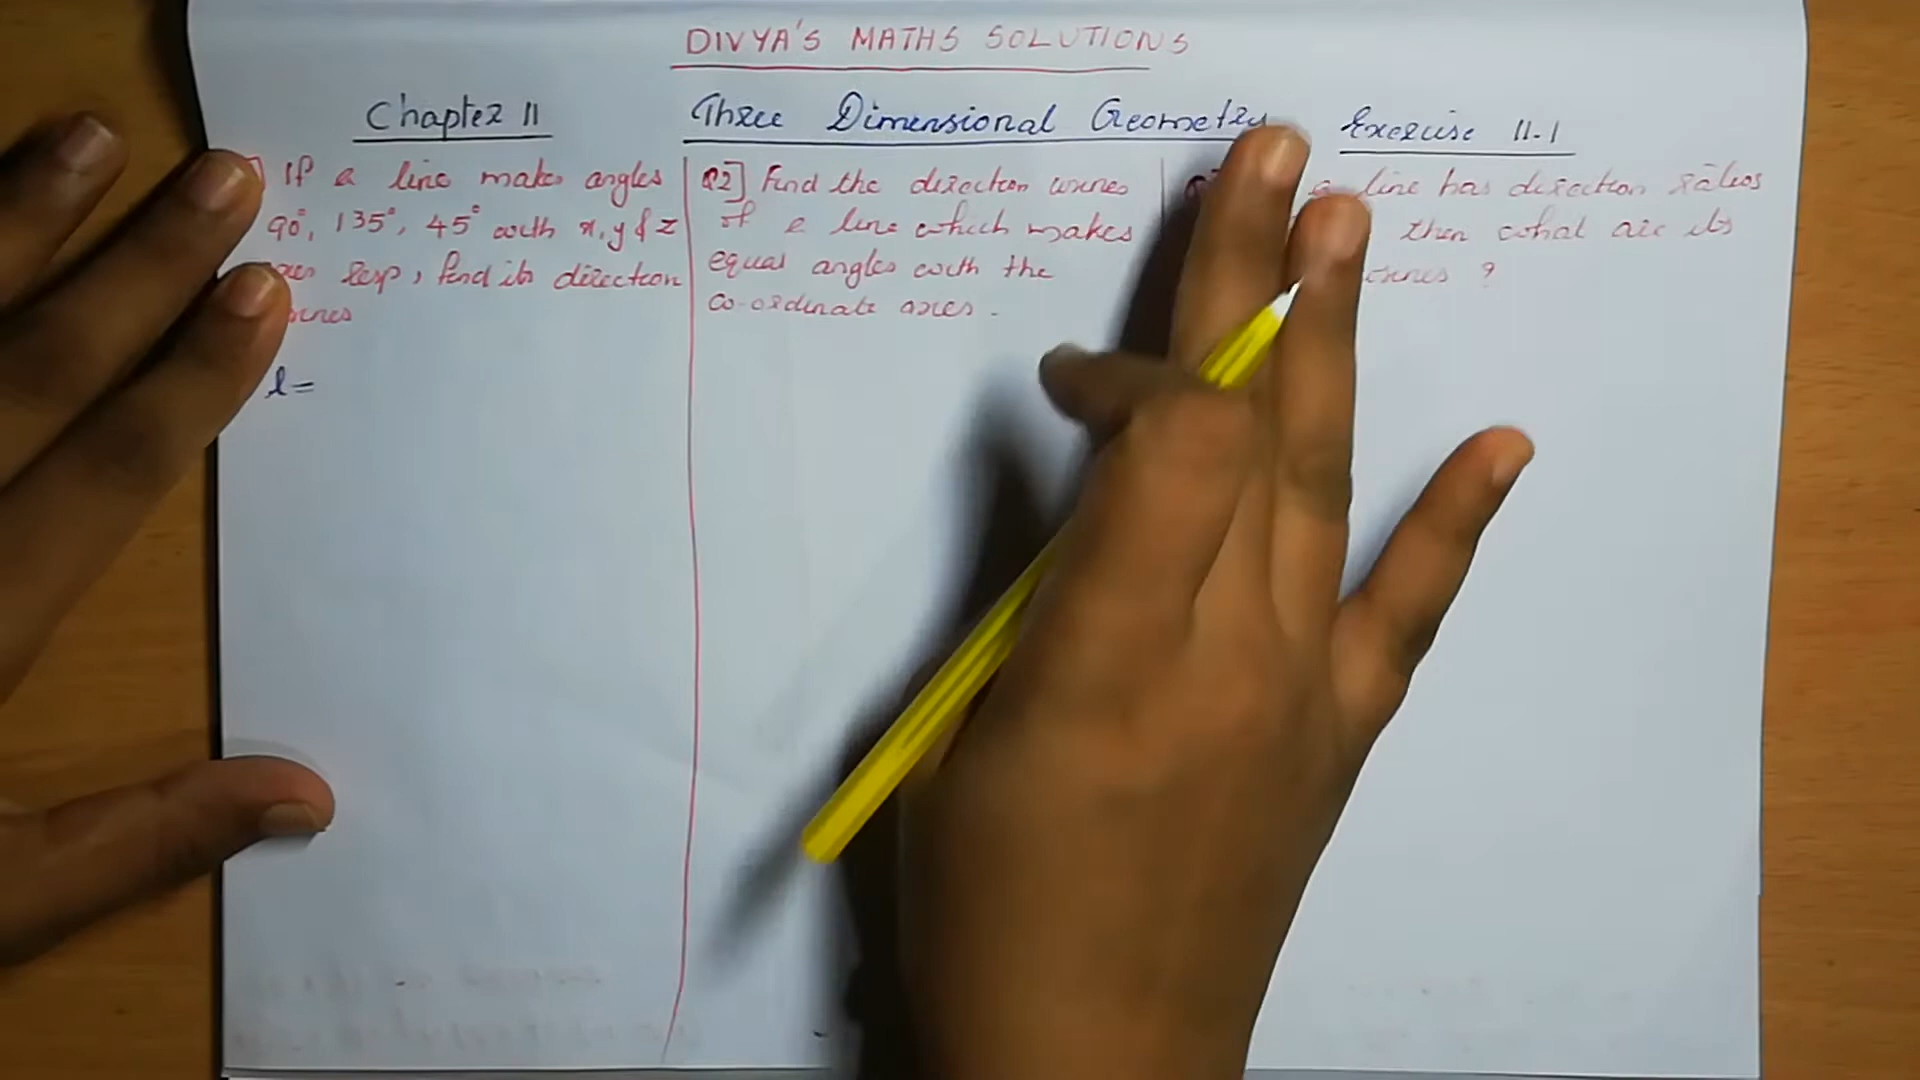 DIVYA'S MATHS SOLUTIONS
Chapter 11 Three Dimensional Geometry Exercise 11.1
If a line makes angles
90°, 135°, 45° with x, y & z
resp, find its direction
l=
Q2] Find the direction cosines
of a line which makes
equal angles with the
co-ordinate axes.
a line has direction ratios
then what are its
?